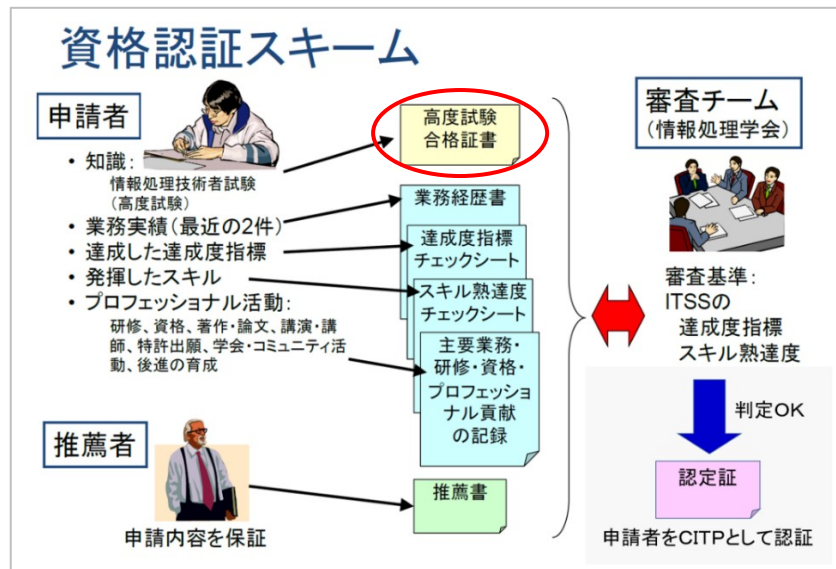 資格認証スキーム
申請者
・ 知識：
情報処理技術者試験
（高度試験）
・ 業務実績（最近の2件）
・ 達成した達成度指標
・ 発揮したスキル
・ プロフェッショナル活動：
研修、資格、著作・論文、講演・講
師、特許出願、学会・コミュニティ活
動、後進の育成
推薦者
申請内容を保証
高度試験
合格証書
業務経歴書
達成度指標
チェックシート
スキル熟達度
チェックシート
主要業務・
研修・資格・
プロフェッショ
ナル貢献
の記録
推薦書
審査チーム
（情報処理学会）
審査基準：
ITSSの
達成度指標
スキル熟達度
判定OK
認定証
申請者をCITPとして認証